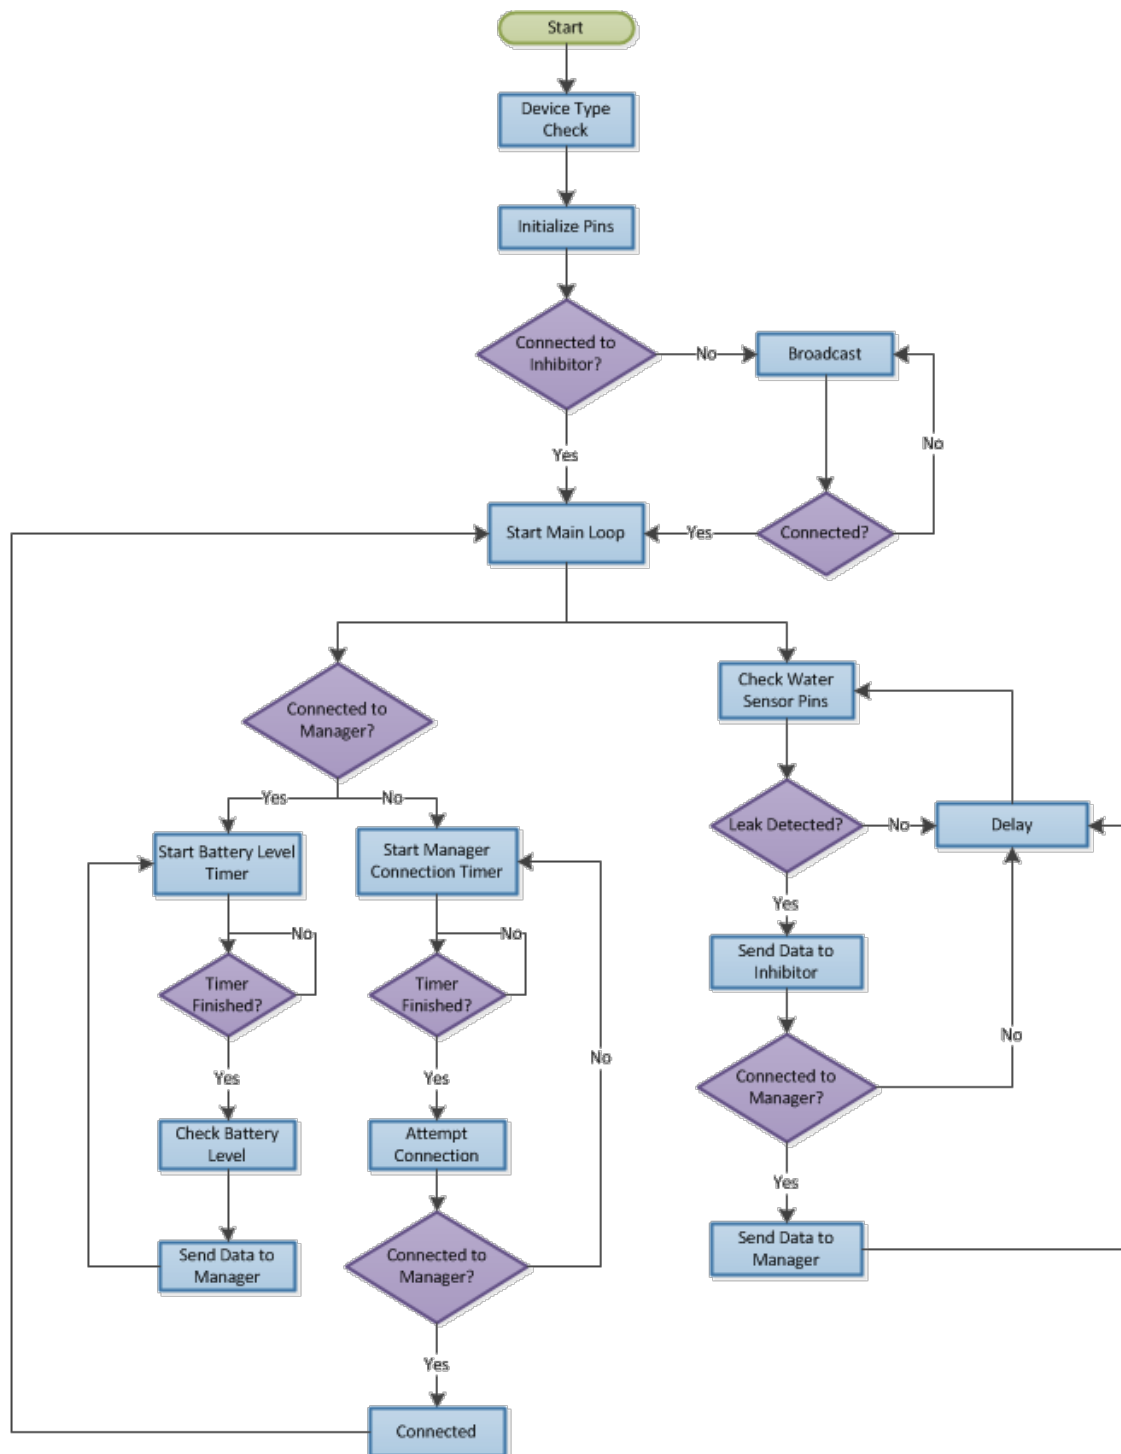 Start
Device Type
Check
Initialize Pins
Connected to
Inhibitor?
No
Broadcast
No
Yes
Start Main Loop
Yes
Connected?
Connected to
Manager?
Check Water
Sensor Pins
Yes
No
Leak Detected?
No
Delay
Start Battery Level
Timer
Start Manager
Connection Timer
Yes
No
No
Send Data to
Inhibitor
Timer
Finished?
Timer
Finished?
No
No
Connected to
Manager?
Yes
Yes
Check Battery
Level
Attempt
Connection
Yes
Send Data to
Manager
Connected to
Manager?
Send Data to
Manager
Yes
Connected